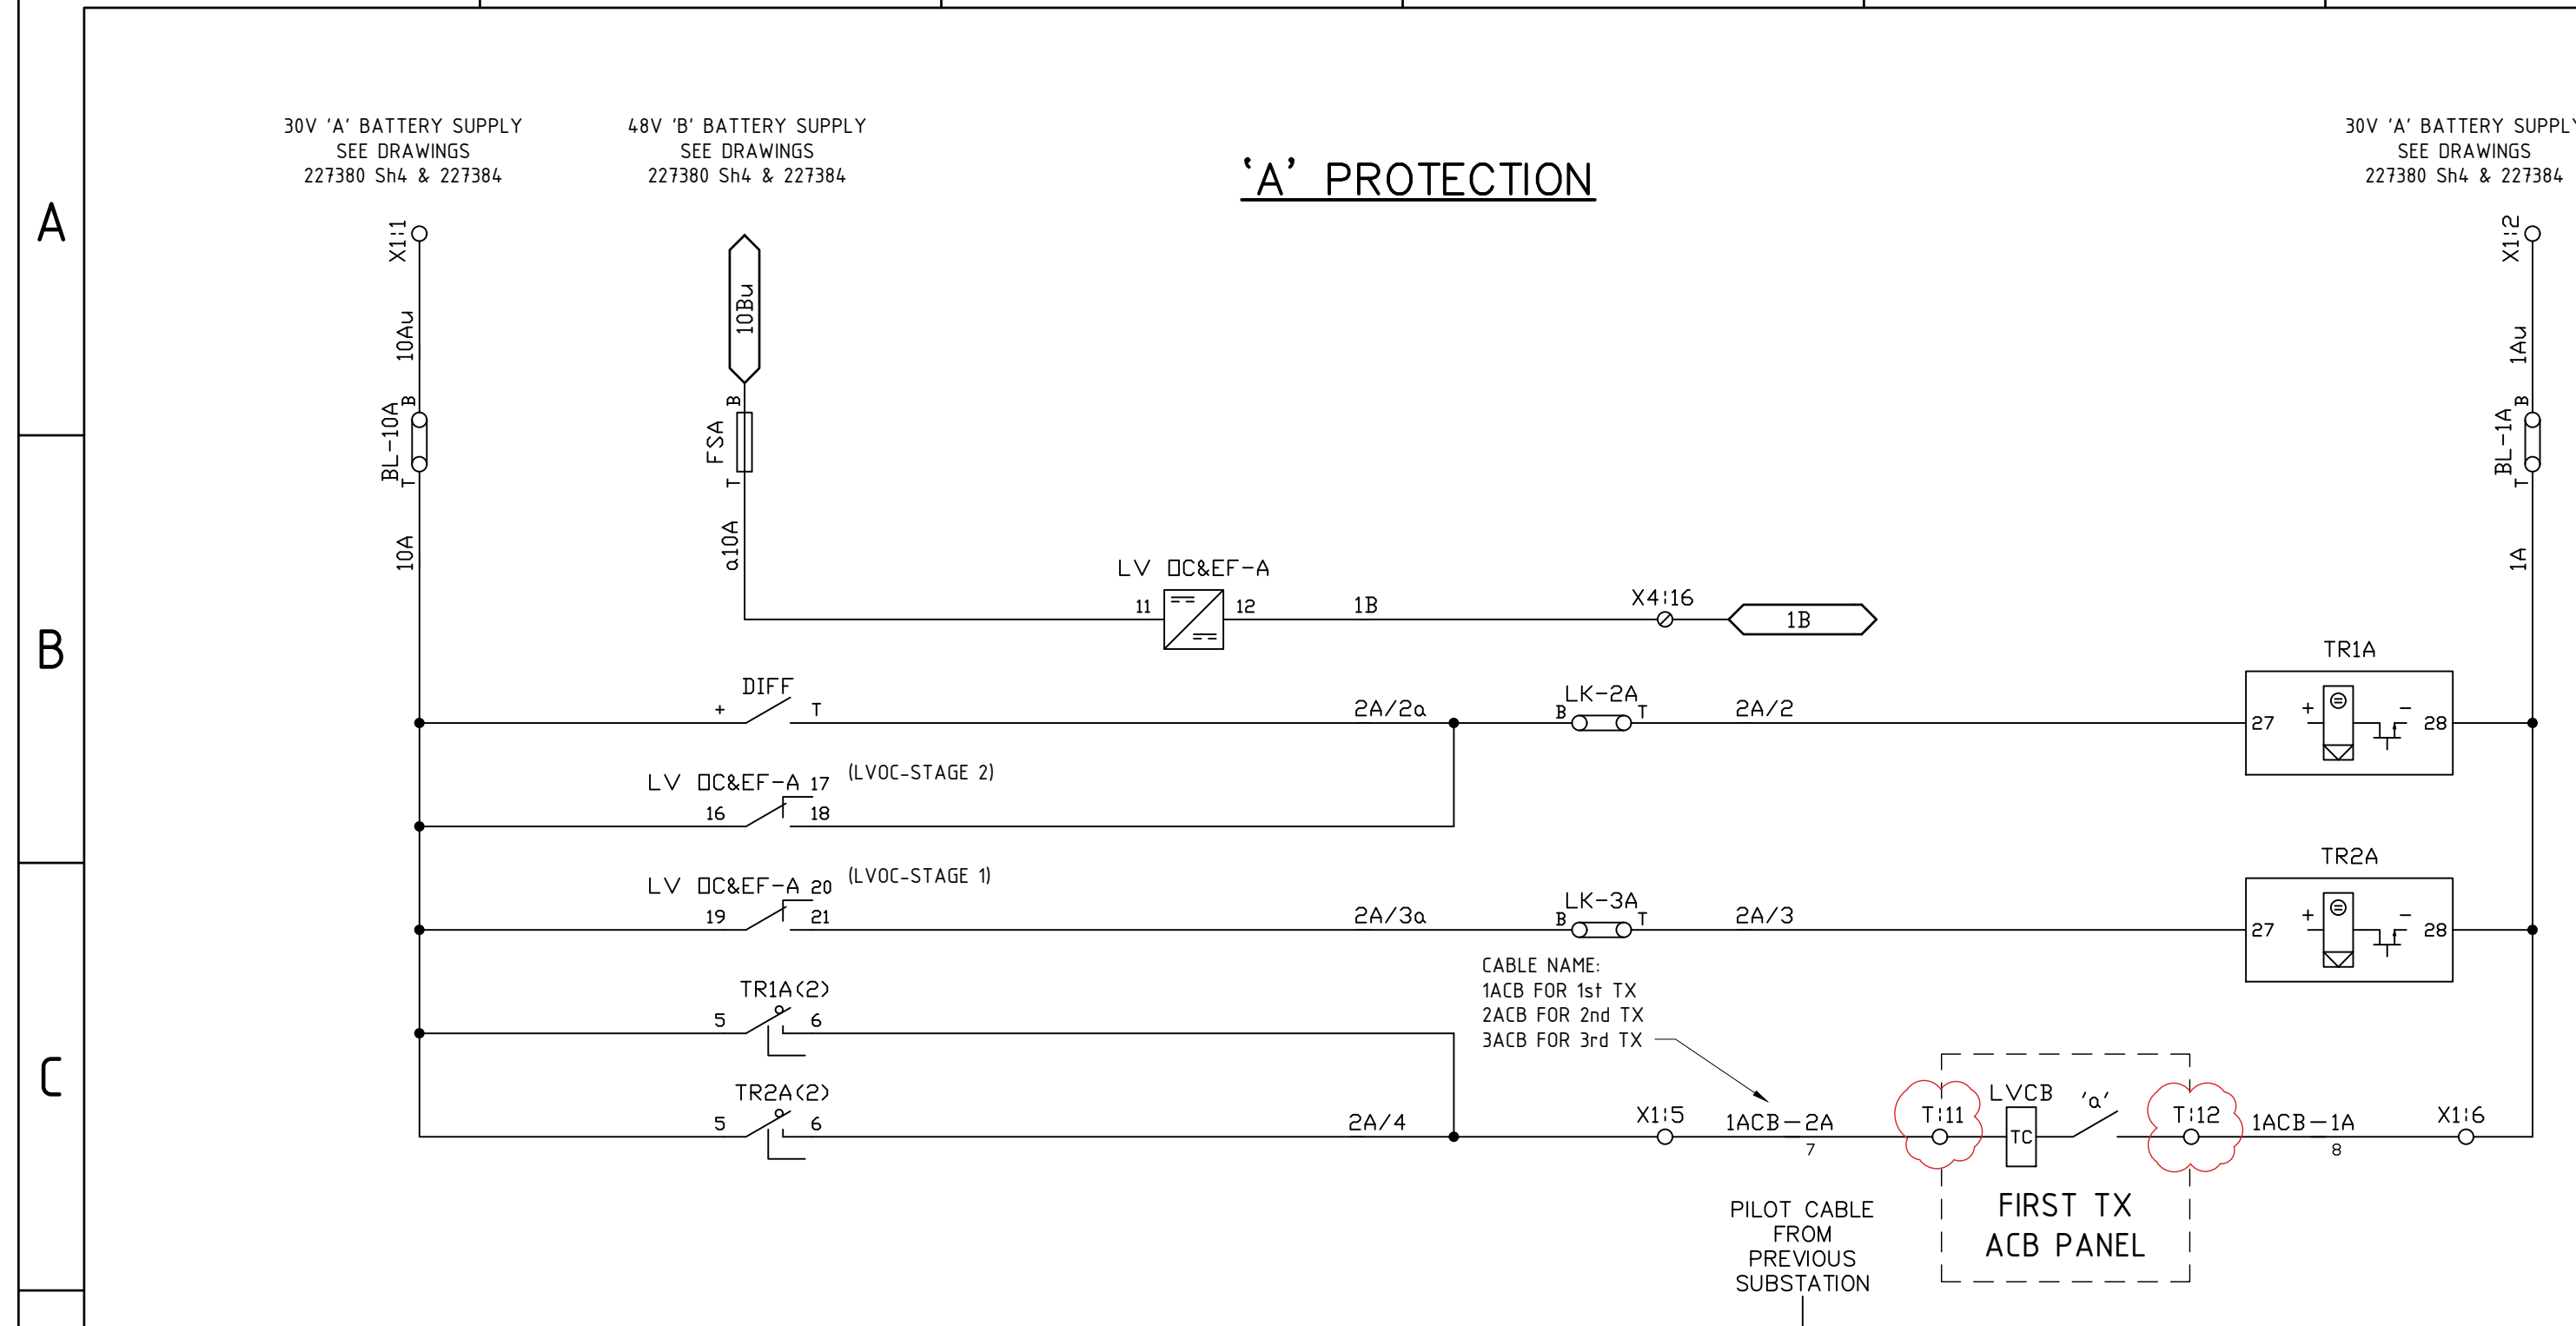 30V 'A' BATTERY SUPPLY
SEE DRAWINGS
227380 Sh4 & 227384
48V 'B' BATTERY SUPPLY
SEE DRAWINGS
227380 Sh4 & 227384
'A' PROTECTION
30V 'A' BATTERY SUPPLY
SEE DRAWINGS
227380 Sh4 & 227384
A
X1:1
10Au
B
BL-10A
T
10A
10Bu
B
FSA
T
a10A
X1:2
1Au
B
BL-1A
T
1A
B
LV OC&EF-A
11
12
1B
X4:16
1B
DIFF
+
T
2A/2a
LK-2A
B
T
2A/2
TR1A
27
+
-
28
LV OC&EF-A 17 (LVOC-STAGE 2)
16
18
LV OC&EF-A 20 (LVOC-STAGE 1)
19
21
2A/3a
LK-3A
B
T
2A/3
TR2A
27
+
-
28
C
TR1A(2)
5
6
CABLE NAME:
1ACB FOR 1st TX
2ACB FOR 2nd TX
3ACB FOR 3rd TX
TR2A(2)
5
6
2A/4
X1:5
1ACB-2A
7
T:11
LVCB
TC
'a'
T:12
1ACB-1A
8
X1:6
FIRST TX
ACB PANEL
PILOT CABLE
FROM
PREVIOUS
SUBSTATION